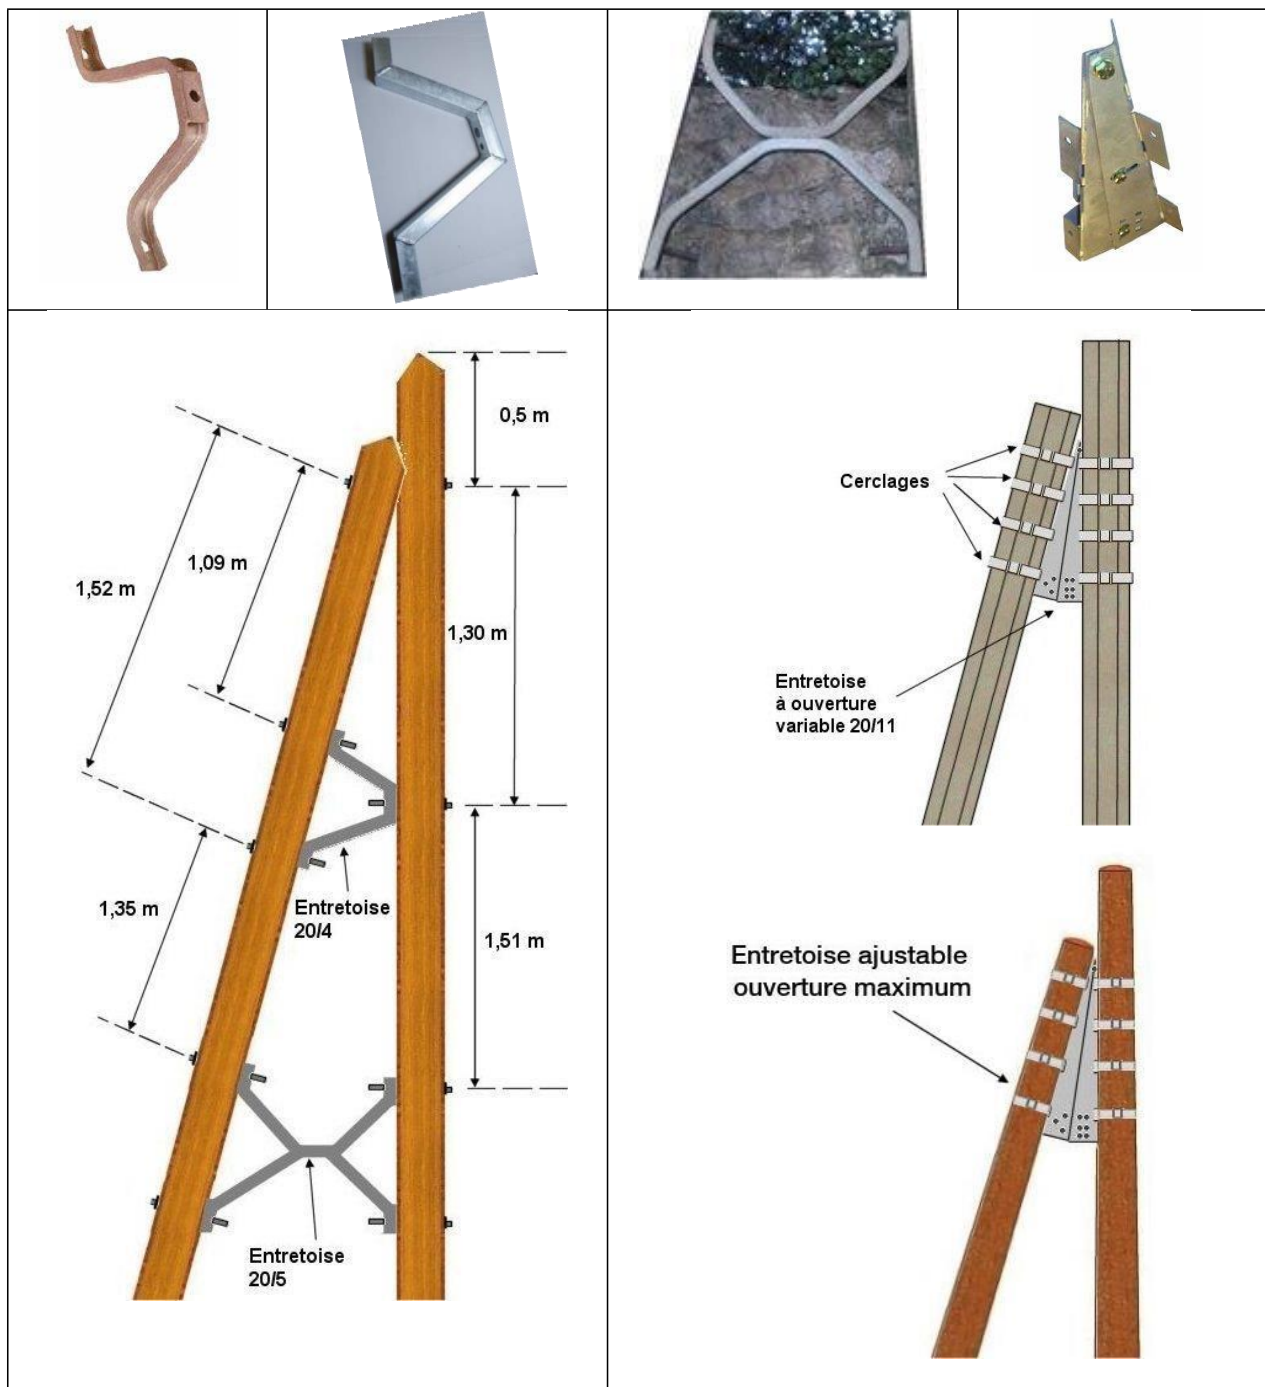 0,5 m
1,09 m
1,52 m
1,30 m
1,35 m
Entretoise
20/4
1,51 m
Entretoise
20/5
Cerclages
Entretoise
à ouverture
variable 20/11
Entretoise ajustable
ouverture maximum